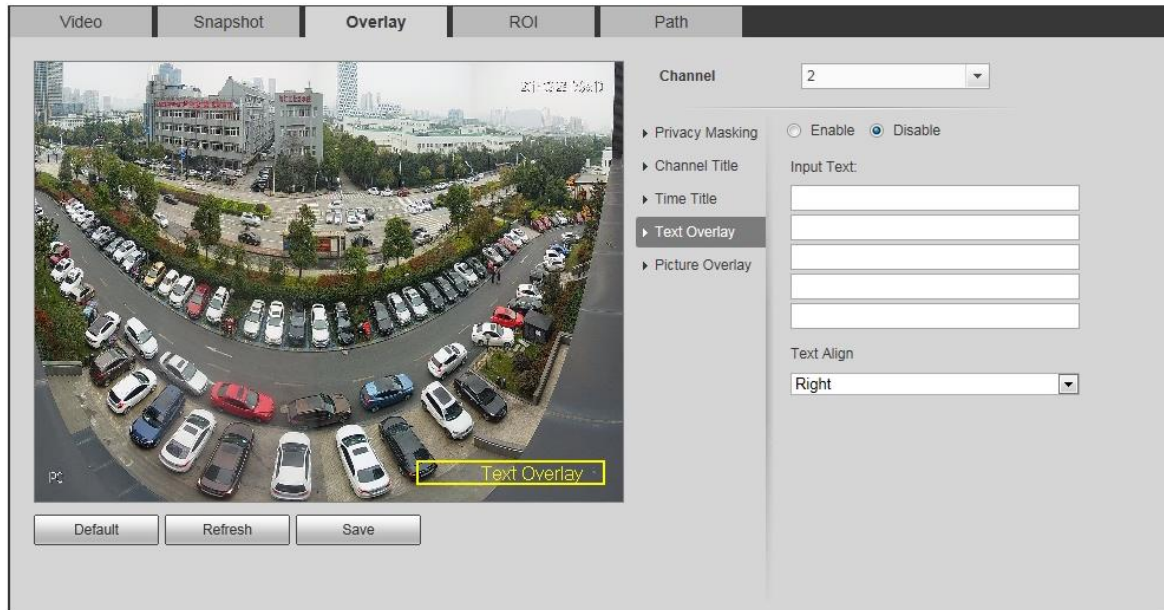 Video
Snapshot
Overlay
ROI
Path
Channel
2
Privacy Masking
Channel Title
Time Title
Text Overlay
Picture Overlay
Enable
Disable
Input Text:
Text Align
Right
Text Overlay
Default
Refresh
Save